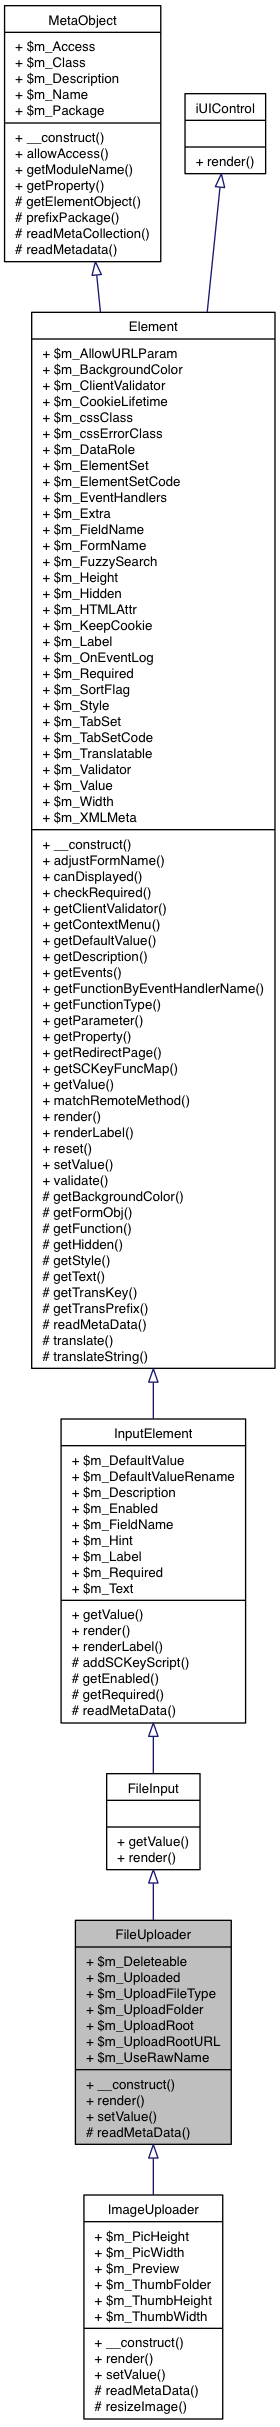 MetaObject
+ $m_Access
+ $m_Class
+ $m_Description
+ $m_Name
+ $m_Package
+ __construct()
+ allowAccess()
+ getModuleName()
+ getProperty()
# getElementObject()
# prefixPackage()
# readMetaCollection()
# readMetadata()
iUIControl
+ render()
Element
+ $m_AllowURLParam
+ $m_BackgroundColor
+ $m_ClientValidator
+ $m_CookieLifetime
+ $m_cssClass
+ $m_cssErrorClass
+ $m_DataRole
+ $m_ElementSet
+ $m_ElementSetCode
+ $m_EventHandlers
+ $m_Extra
+ $m_FieldName
+ $m_FormName
+ $m_FuzzySearch
+ $m_Height
+ $m_Hidden
+ $m_HTMLAttr
+ $m_KeepCookie
+ $m_Label
+ $m_OnEventLog
+ $m_Required
+ $m_SortFlag
+ $m_Style
+ $m_TabSet
+ $m_TabSetCode
+ $m_Translatable
+ $m_Validator
+ $m_Value
+ $m_Width
+ $m_XMLMeta
+ __construct()
+ adjustFormName()
+ canDisplayed()
+ checkRequired()
+ getClientValidator()
+ getContextMenu()
+ getDefaultValue()
+ getDescription()
+ getEvents()
+ getFunctionByEventHandlerName()
+ getFunctionType()
+ getParameter()
+ getProperty()
+ getRedirectPage()
+ getSCKeyFuncMap()
+ getValue()
+ matchRemoteMethod()
+ render()
+ renderLabel()
+ reset()
+ setValue()
+ validate()
# getBackgroundColor()
# getFormObj()
# getFunction()
# getHidden()
# getStyle()
# getText()
# getTransKey()
# getTransPrefix()
# readMetaData()
# translate()
# translateString()
InputElement
+ $m_DefaultValue
+ $m_DefaultValueRename
+ $m_Description
+ $m_Enabled
+ $m_FieldName
+ $m_Hint
+ $m_Label
+ $m_Required
+ $m_Text
+ getValue()
+ render()
+ renderLabel()
# addSCKeyScript()
# getEnabled()
# getRequired()
# readMetaData()
FileInput
+ getValue()
+ render()
FileUploader
+ $m_Deleteable
+ $m_Uploaded
+ $m_UploadFileType
+ $m_UploadFolder
+ $m_UploadRoot
+ $m_UploadRootURL
+ $m_UseRawName
+ __construct()
+ render()
+ setValue()
# readMetaData()
ImageUploader
+ $m_PicHeight
+ $m_PicWidth
+ $m_Preview
+ $m_ThumbFolder
+ $m_ThumbHeight
+ $m_ThumbWidth
+ __construct()
+ render()
+ setValue()
# readMetaData()
# resizeImage()